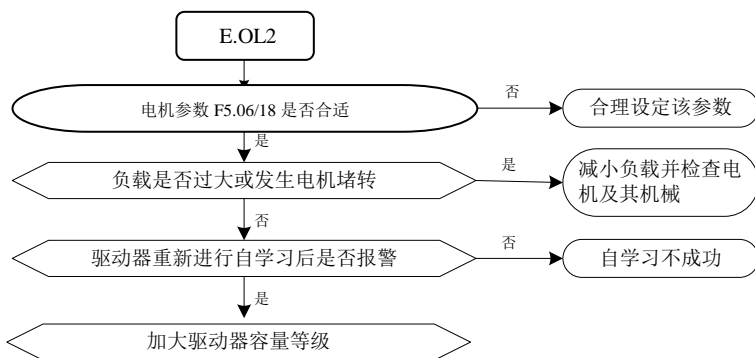 E.OL2
电机参数 F5.06/18 是否合适
否
合理设定该参数
是
负载是否过大或发生电机堵转
是
减小负载并检查电
机及其机械
否
驱动器重新进行自学习后是否报警
否
自学习不成功
是
加大驱动器容量等级